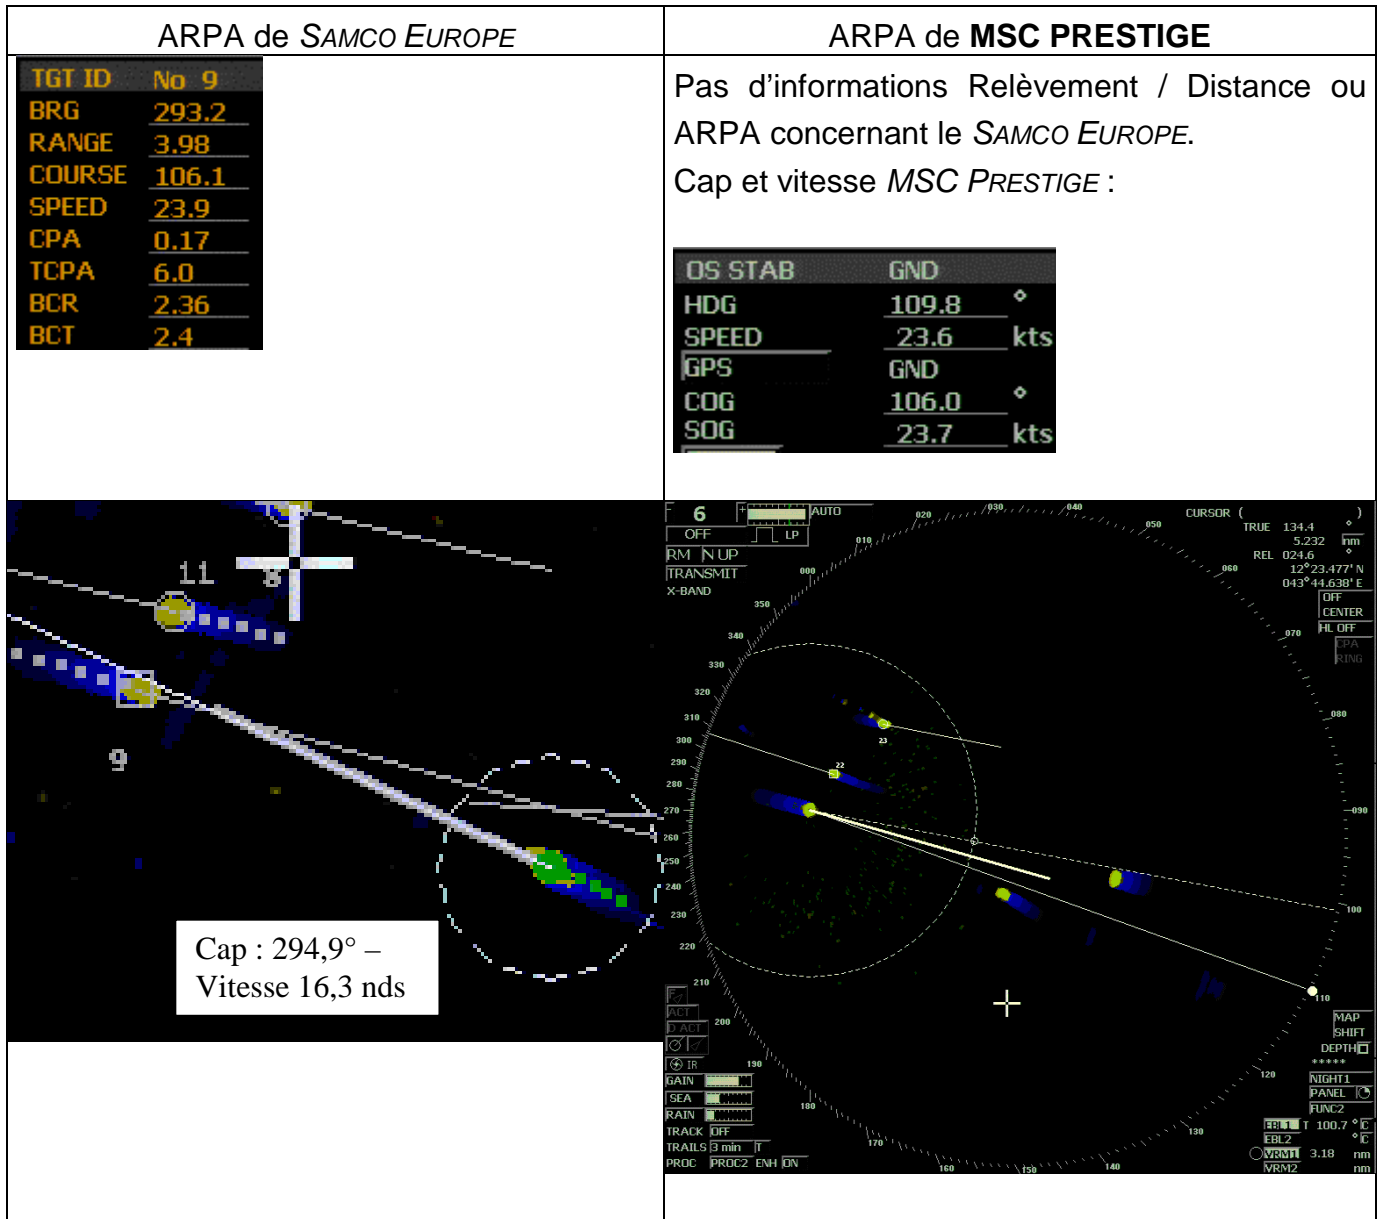 ARPA de SAMCO EUROPE
ARPA de MSC PRESTIGE
TGT ID No 9
BRG 293.2
RANGE 3.98
COURSE 106.1
SPEED 23.9
CPA 0.17
TCPA 6.0
BCR 2.36
BCT 2.4
Pas d'informations Relèvement / Distance ou
ARPA concernant le SAMCO EUROPE.
Cap et vitesse MSC PRESTIGE :
OS STAB GND
HDG 109.8 °
SPEED 23.6 kts
GPS GND
COG 106.0 °
SOG 23.7 kts
11
8
9
Cap : 294,9° –
Vitesse 16,3 nds
6
AUTO
OFF
LP
RM N UP
TRANSMIT
X-BAND
CURSOR ( )
TRUE 134.4 °
5.232 nm
REL 024.6 °
12°23.477'N
043°44.638'E
OFF
CENTER
HL OFF
CPA
RING
000
010
020
030
040
050
060
070
080
090
100
110
120
130
140
150
160
170
180
190
200
210
220
230
240
250
260
270
280
290
300
310
320
330
340
350
23
22
F
ACT
D ACT
IR
GAIN
SEA
RAIN
TRACK OFF
TRAILS 3 min T
PROC PROC2 ENH ON
MAP
SHIFT
DEPTH
*****
NIGHT1
PANEL
FUNC2
EBL1 T 100.7 ° C
EBL2 ° C
VRM1 3.18 nm
VRM2 nm